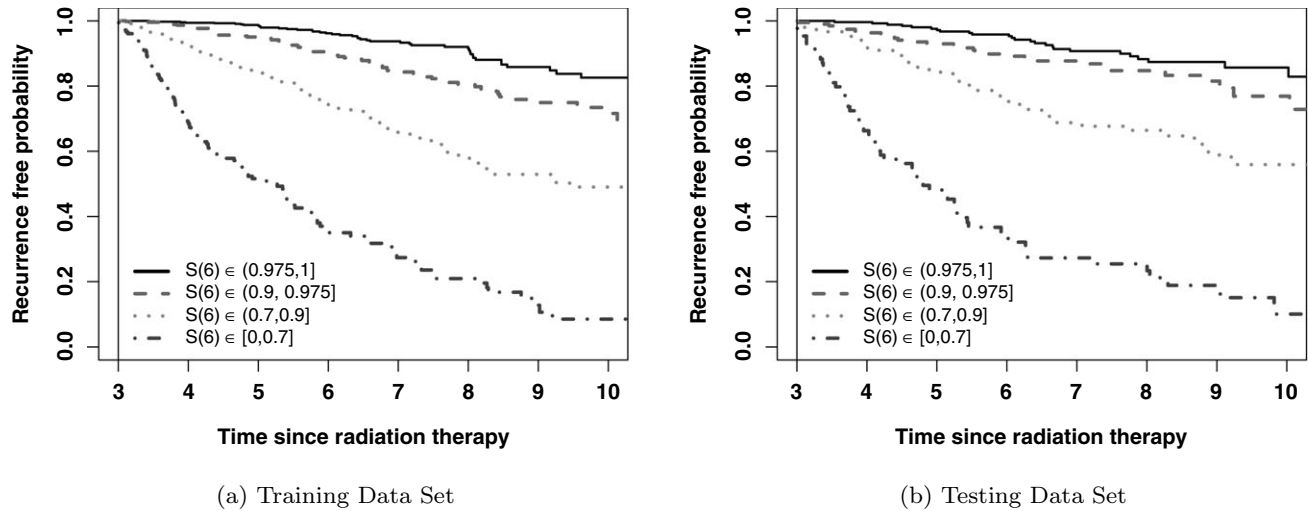 Recurrence free probability
1.0
0.8
0.6
0.4
0.2
0.0
S(6) ∈ (0.975,1]
S(6) ∈ (0.9, 0.975]
S(6) ∈ (0.7,0.9]
S(6) ∈ [0,0.7]
3 4 5 6 7 8 9 10
Time since radiation therapy
(a) Training Data Set
Recurrence free probability
1.0
0.8
0.6
0.4
0.2
0.0
S(6) ∈ (0.975,1]
S(6) ∈ (0.9, 0.975]
S(6) ∈ (0.7,0.9]
S(6) ∈ [0,0.7]
3 4 5 6 7 8 9 10
Time since radiation therapy
(b) Testing Data Set